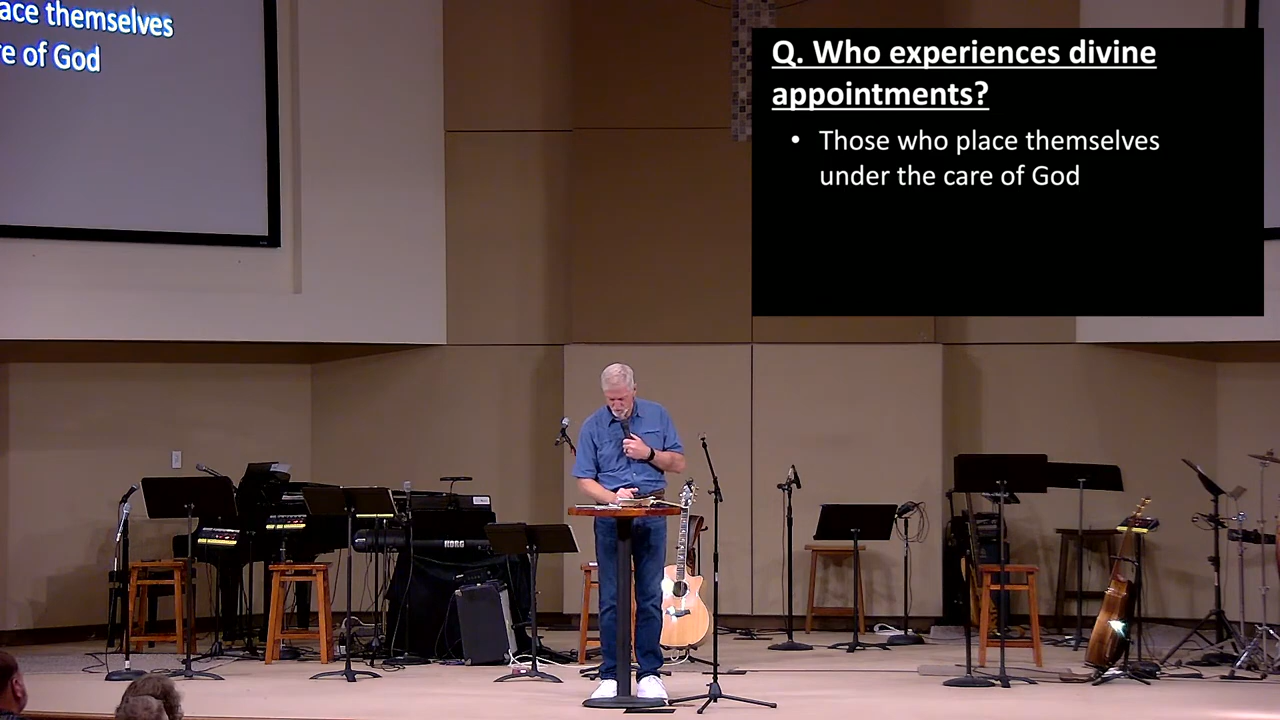 ace themselves
re of God
Q. Who experiences divine
appointments?
• Those who place themselves
under the care of God
KORG